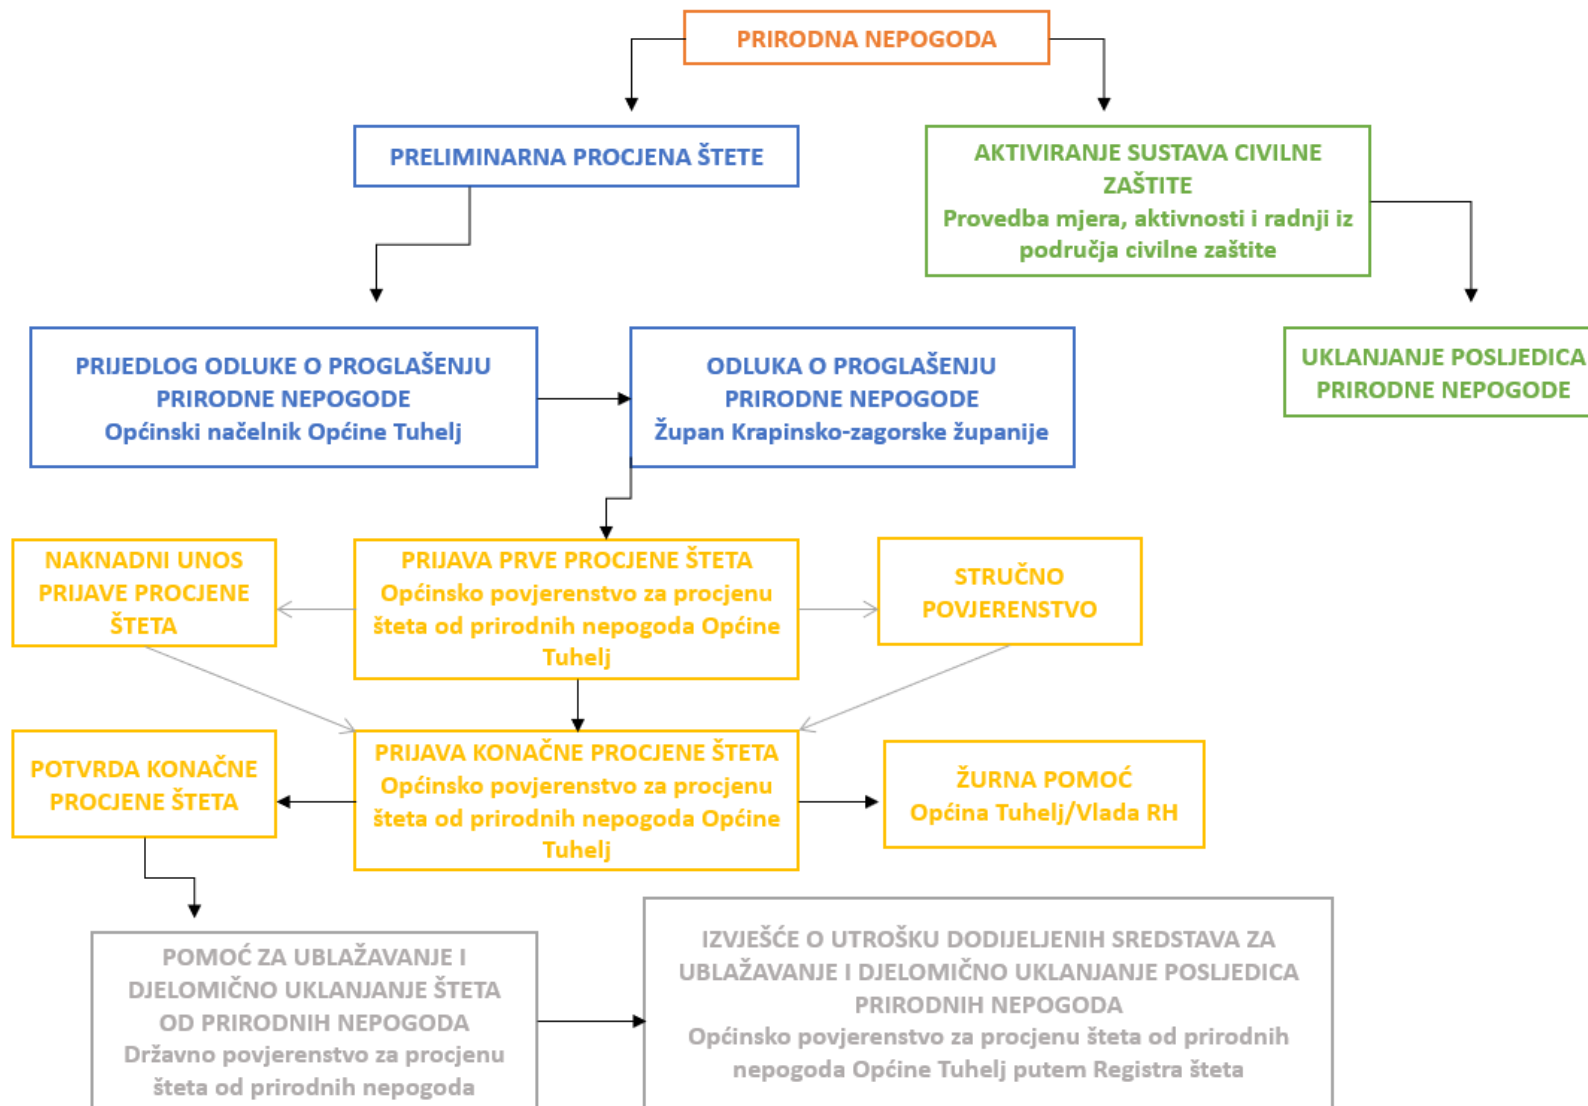 PRIRODNA NEPOGODA
PRELIMINARNA PROCJENA ŠTETE
AKTIVIRANJE SUSTAVA CIVILNE
ZAŠTITE
Provedba mjera, aktivnosti i radnji iz
područja civilne zaštite
PRIJEDLOG ODLUKE O PROGLAŠENJU
PRIRODNE NEPOGODE
Općinski načelnik Općine Tuhelj
ODLUKA O PROGLAŠENJU
PRIRODNE NEPOGODE
Župan Krapinsko-zagorske županije
UKLANJANJE POSLJEDICA
PRIRODNE NEPOGODE
NAKNADNI UNOS
PRIJAVE PROCJENE
ŠTETA
PRIJAVA PRVE PROCJENE ŠTETA
Općinsko povjerenstvo za procjenu
šteta od prirodnih nepogoda Općine
Tuhelj
STRUČNO
POVJERENSTVO
POTVRDA KONAČNE
PROCJENE ŠTETA
PRIJAVA KONAČNE PROCJENE ŠTETA
Općinsko povjerenstvo za procjenu
šteta od prirodnih nepogoda Općine
Tuhelj
ŽURNA POMOĆ
Općina Tuhelj/Vlada RH
POMOĆ ZA UBLAŽAVANJE I
DJELOMIČNO UKLANJANJE ŠTETA
OD PRIRODNIH NEPOGODA
Državno povjerenstvo za procjenu
šteta od prirodnih nepogoda
IZVJEŠĆE O UTROŠKU DODIJELJENIH SREDSTAVA ZA
UBLAŽAVANJE I DJELOMIČNO UKLANJANJE POSLJEDICA
PRIRODNIH NEPOGODA
Općinsko povjerenstvo za procjenu šteta od prirodnih
nepogoda Općine Tuhelj putem Registra šteta